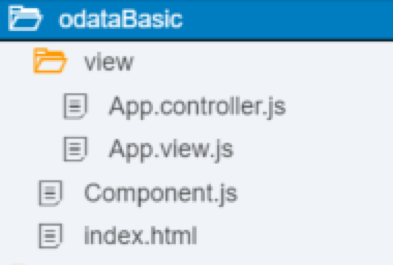 odataBasic
view
App.controller.js
App.view.js
Component.js
index.html